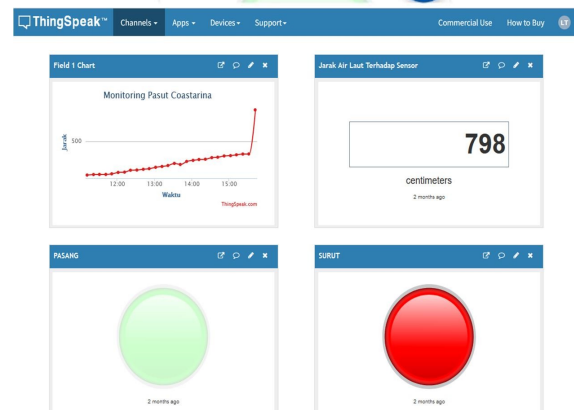 ThingSpeak™ Channels Apps Devices Support Commercial Use How to Buy LT
Field 1 Chart
Monitoring Pasut Coastarina
Jarak
500
12:00 13:00 14:00 15:00
Waktu
ThingSpeak.com
Jarak Air Laut Terhadap Sensor
798
centimeters
2 months ago
PASANG
2 months ago
SURUT
2 months ago